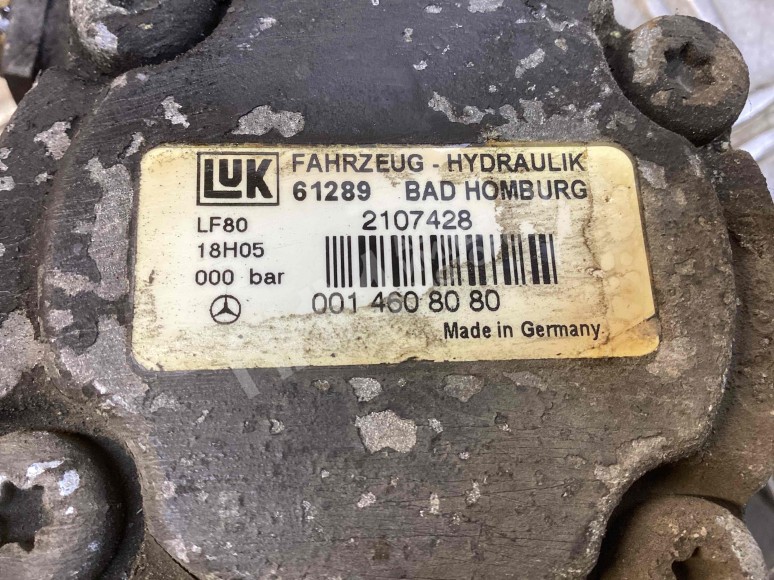 LUK FAHRZEUG - HYDRAULIK
61289 BAD HOMBURG
LF80 2107428
18H05
000 bar
001 460 80 80
Made in Germany